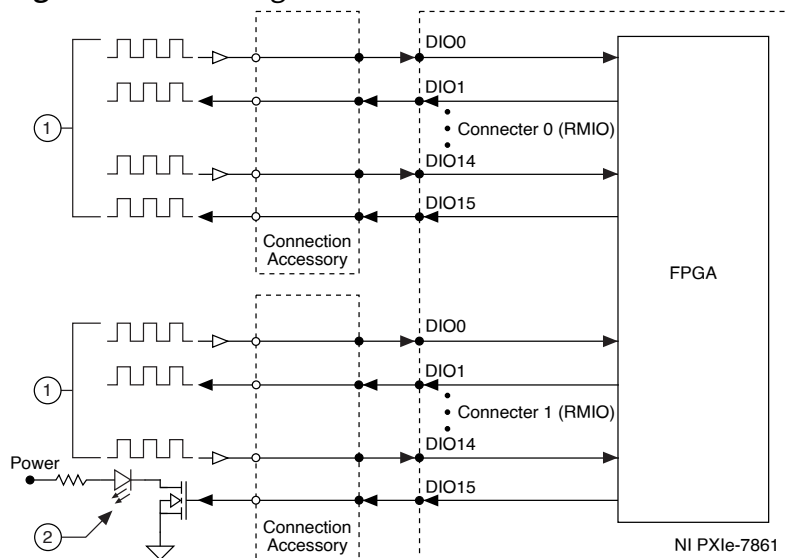 DIO0
DIO1
Connecter 0 (RMIO)
1
DIO14
DIO15
Connection
Accessory
FPGA
DIO0
DIO1
1
Connecter 1 (RMIO)
DIO14
Power
DIO15
2
Connection
Accessory
NI PXIe-7861